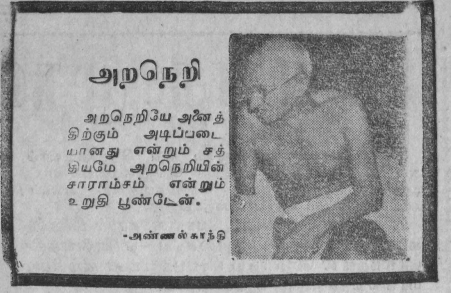 அறநெறி
அறநெறியே அனைத்
திற்கும் அடிப்படை
யானது என்றும் சத்
தியமே அறநெறியின்
சாராம்சம் என்றும்
உறுதி பூண்டேன்.
-அண்ணல் காந்தி